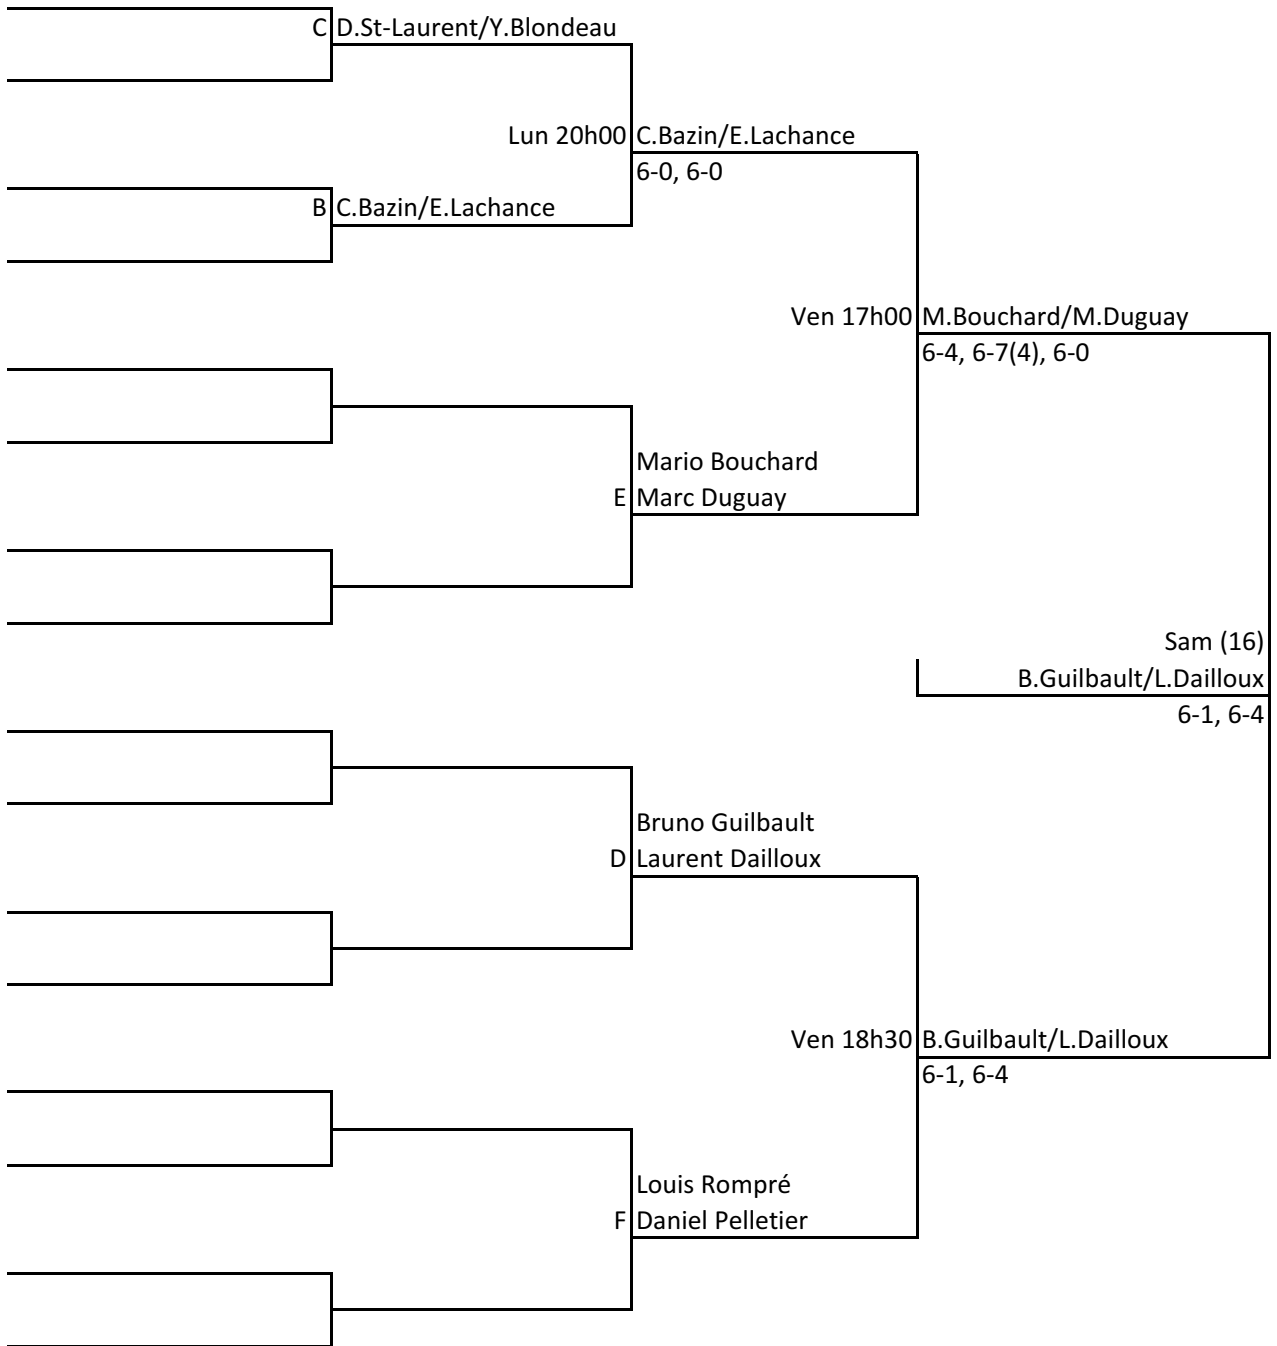 C D.St-Laurent/Y.Blondeau
Lun 20h00 C.Bazin/E.Lachance
6-0, 6-0
B C.Bazin/E.Lachance
Ven 17h00 M.Bouchard/M.Duguay
6-4, 6-7(4), 6-0
Mario Bouchard
E Marc Duguay
Sam (16)
B.Guilbault/L.Dailloux
6-1, 6-4
Bruno Guilbault
D Laurent Dailloux
Ven 18h30 B.Guilbault/L.Dailloux
6-1, 6-4
Louis Rompré
F Daniel Pelletier